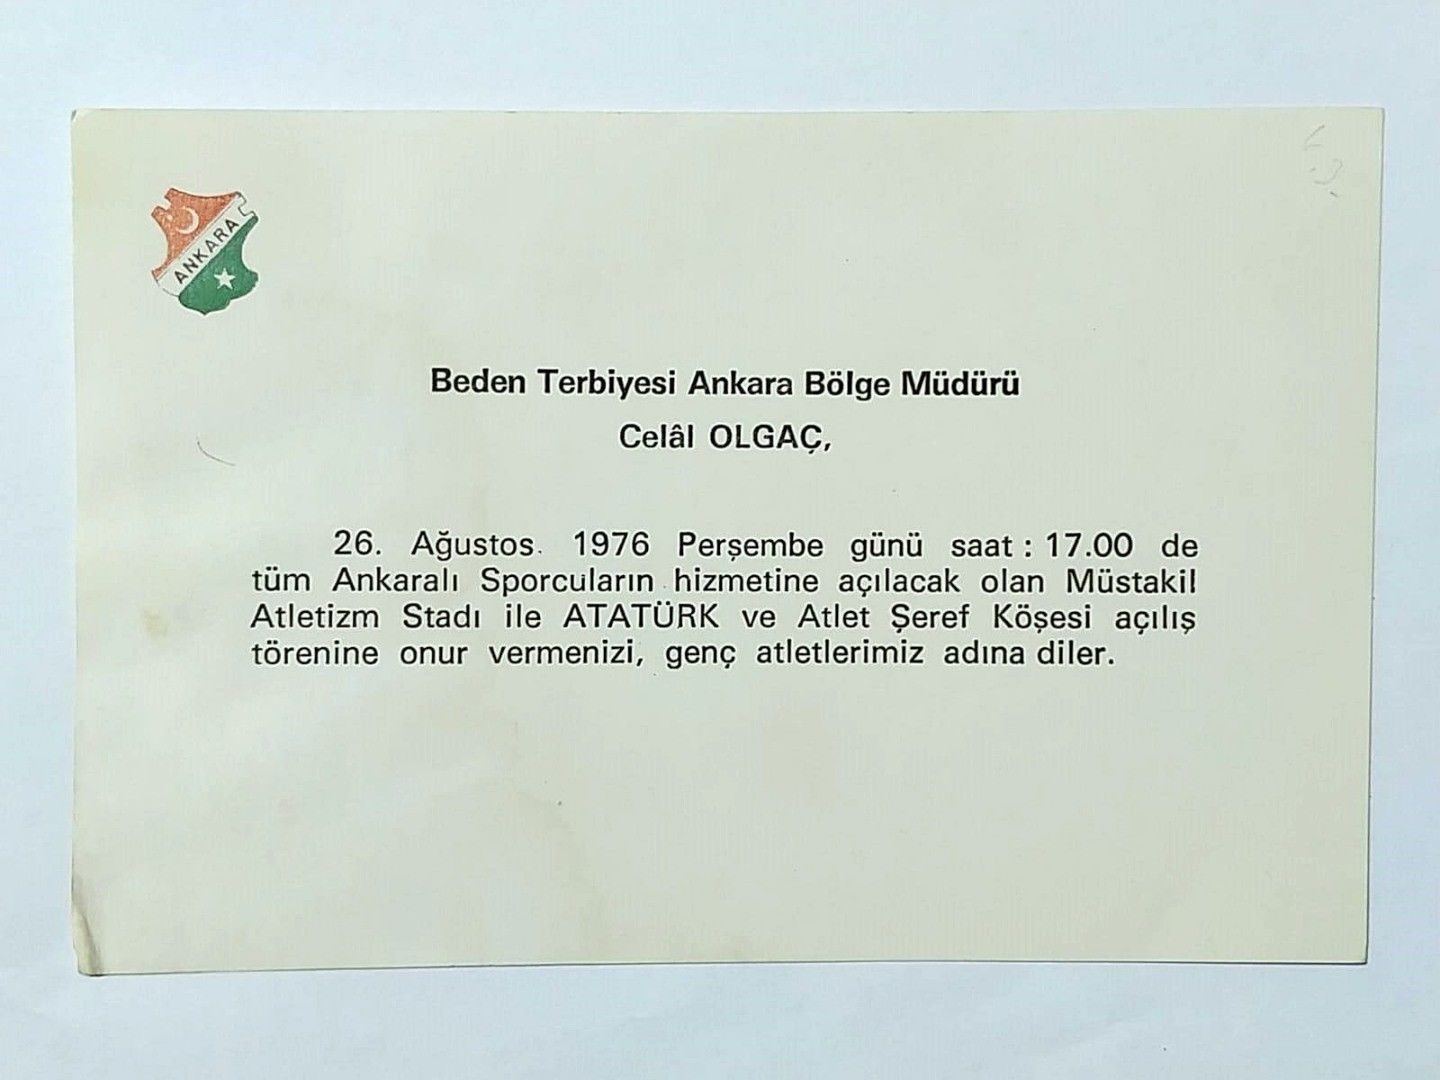 ANKARA
Beden Terbiyesi Ankara Bölge Müdürü
Celâl OLGAÇ,
26. Ağustos. 1976 Perşembe günü saat : 17.00 de
tüm Ankaralı Sporcuların hizmetine açılacak olan Müstakil
Atletizm Stadı ile ATATÜRK ve Atlet Şeref Köşesi açılış
törenine onur vermenizi, genç atletlerimiz adına diler.